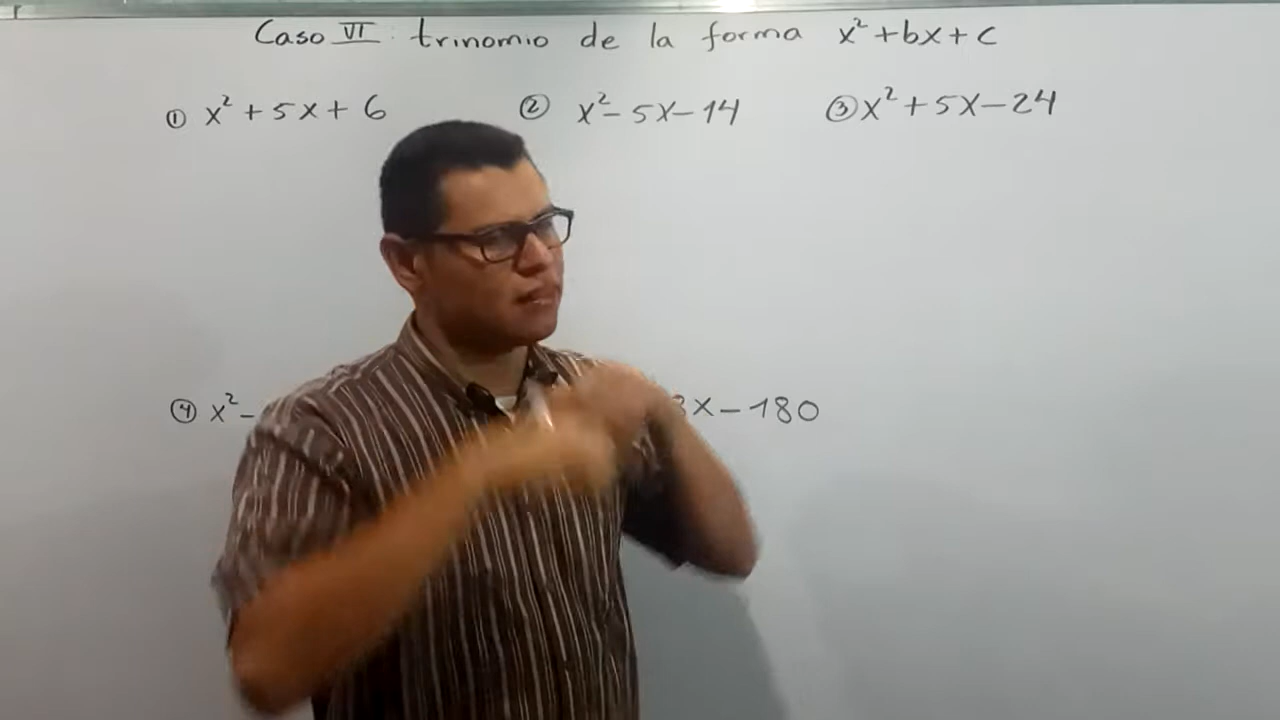 Caso VI: trinomio de la forma x² + bx + c
① x² + 5x + 6 ② x² - 5x - 14 ③ x² + 5x - 24
④ x² - x - 180